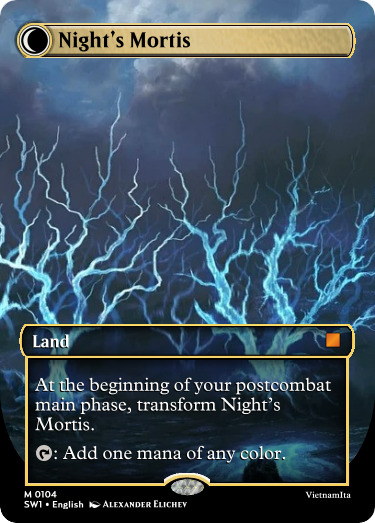 Night's Mortis
Land
At the beginning of your postcombat
main phase, transform Night's
Mortis.
: Add one mana of any color.
M 0104
SW1 • English Alexander Elichev
VietnamIta